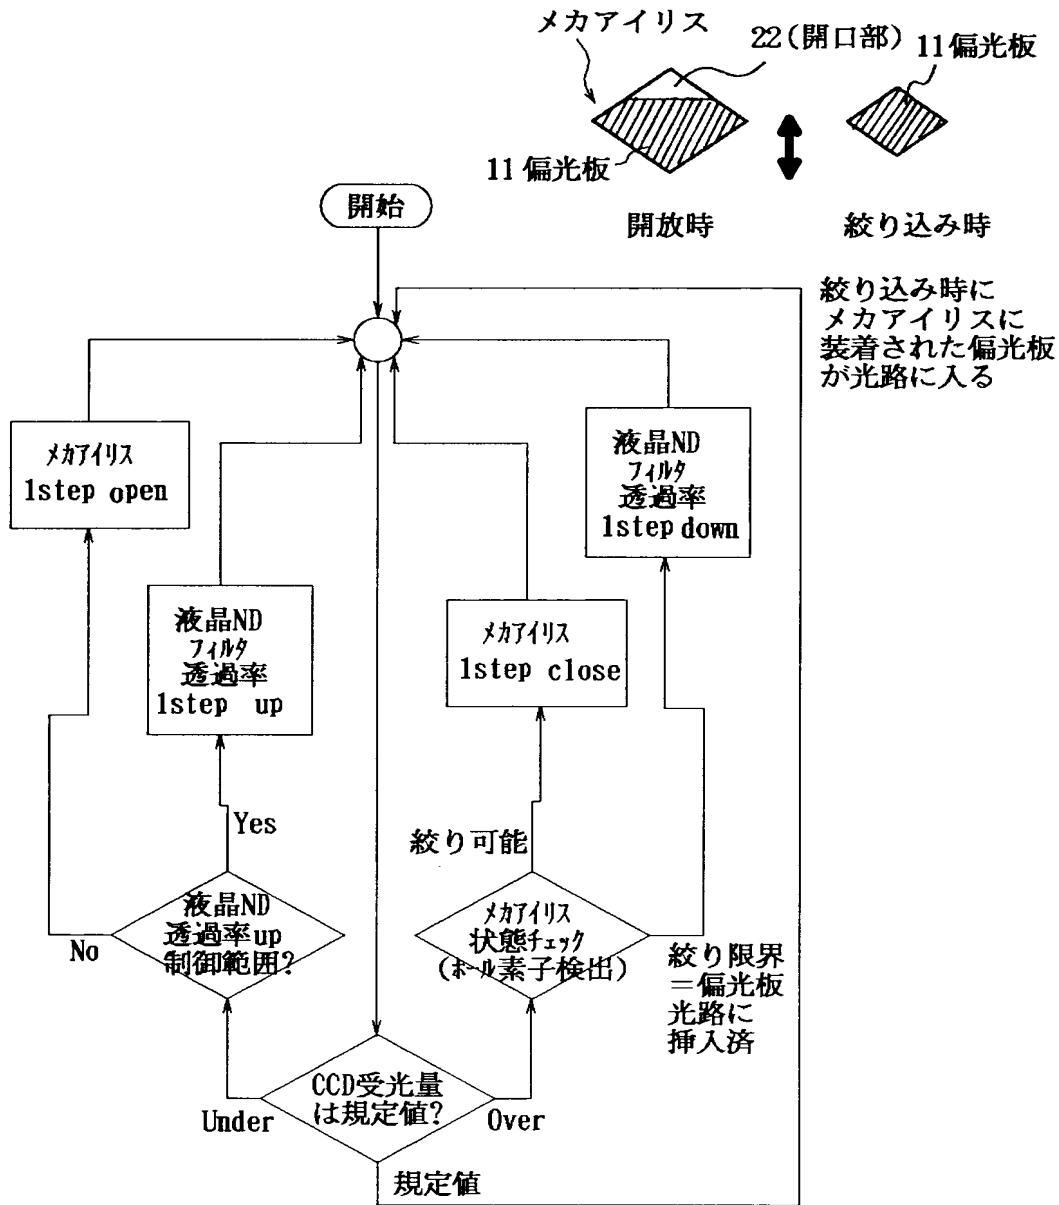 メカアイリス
22(開口部)
11偏光板
11偏光板
開放時
絞り込み時
絞り込み時に
メカアイリスに
装着された偏光板
が光路に入る
開始
メカアイリス
1step open
液晶ND
フィルタ
透過率
1step down
液晶ND
フィルタ
透過率
1step up
メカアイリス
1step close
Yes
絞り可能
液晶ND
透過率up
制御範囲?
No
メカアイリス
状態チェック
(ホール素子検出)
絞り限界
=偏光板
光路に
挿入済
CCD受光量
は規定値?
Under
Over
規定値